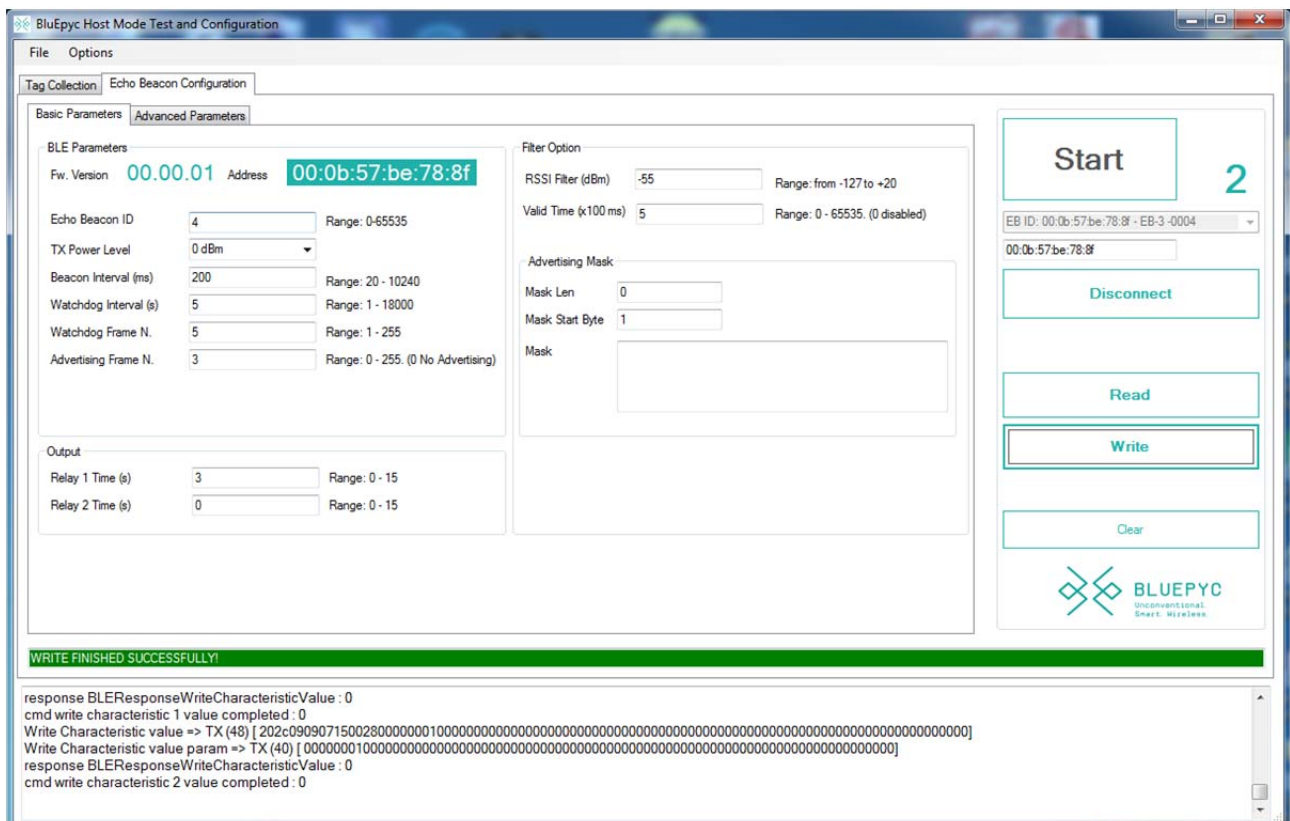 BluEpyc Host Mode Test and Configuration
File Options
Tag Collection Echo Beacon Configuration
Basic Parameters Advanced Parameters
BLE Parameters
Fw. Version 00.00.01 Address 00:0b:57:be:78:8f
Echo Beacon ID 4 Range: 0-65535
TX Power Level 0 dBm
Beacon Interval (ms) 200 Range: 20 - 10240
Watchdog Interval (s) 5 Range: 1 - 18000
Watchdog Frame N. 5 Range: 1 - 255
Advertising Frame N. 3 Range: 0 - 255. (0 No Advertising)
Output
Relay 1 Time (s) 3 Range: 0 - 15
Relay 2 Time (s) 0 Range: 0 - 15
Filter Option
RSSI Filter (dBm) -55 Range: from -127 to +20
Valid Time (x100 ms) 5 Range: 0 - 65535. (0 disabled)
Advertising Mask
Mask Len 0
Mask Start Byte 1
Mask
Start 2
EB ID: 00:0b:57:be:78:8f - EB-3 -0004
00:0b:57:be:78:8f
Disconnect
Read
Write
Clear
BLUEPYC
Unconventional.
Smart. Wireless.
WRITE FINISHED SUCCESSFULLY!
response BLEResponseWriteCharacteristicValue : 0
cmd write characteristic 1 value completed : 0
Write Characteristic value => TX (48) [
Write Characteristic value param => TX (40) [
response BLEResponseWriteCharacteristicValue : 0
cmd write characteristic 2 value completed : 0